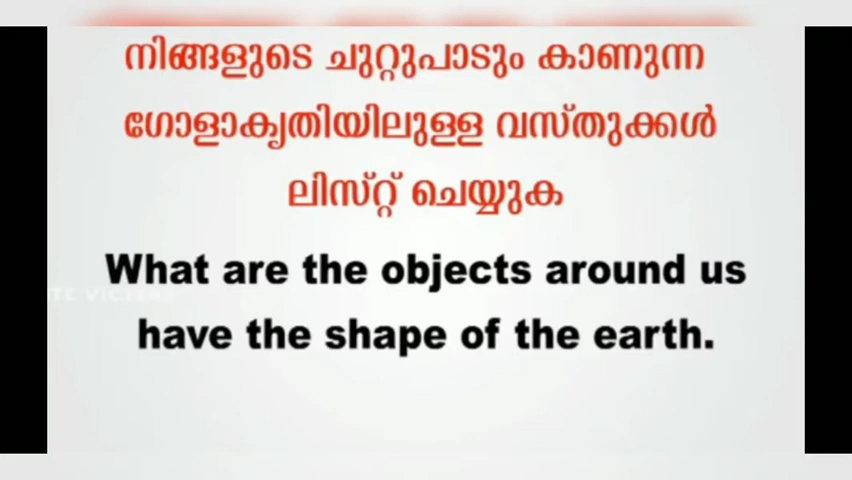 നിങ്ങളുടെ ചുറ്റുപാടും കാണുന്ന
ഗോളാകൃതിയിലുള്ള വസ്തുക്കൾ
ലിസ്റ്റ് ചെയ്യുക
What are the objects around us
have the shape of the earth.